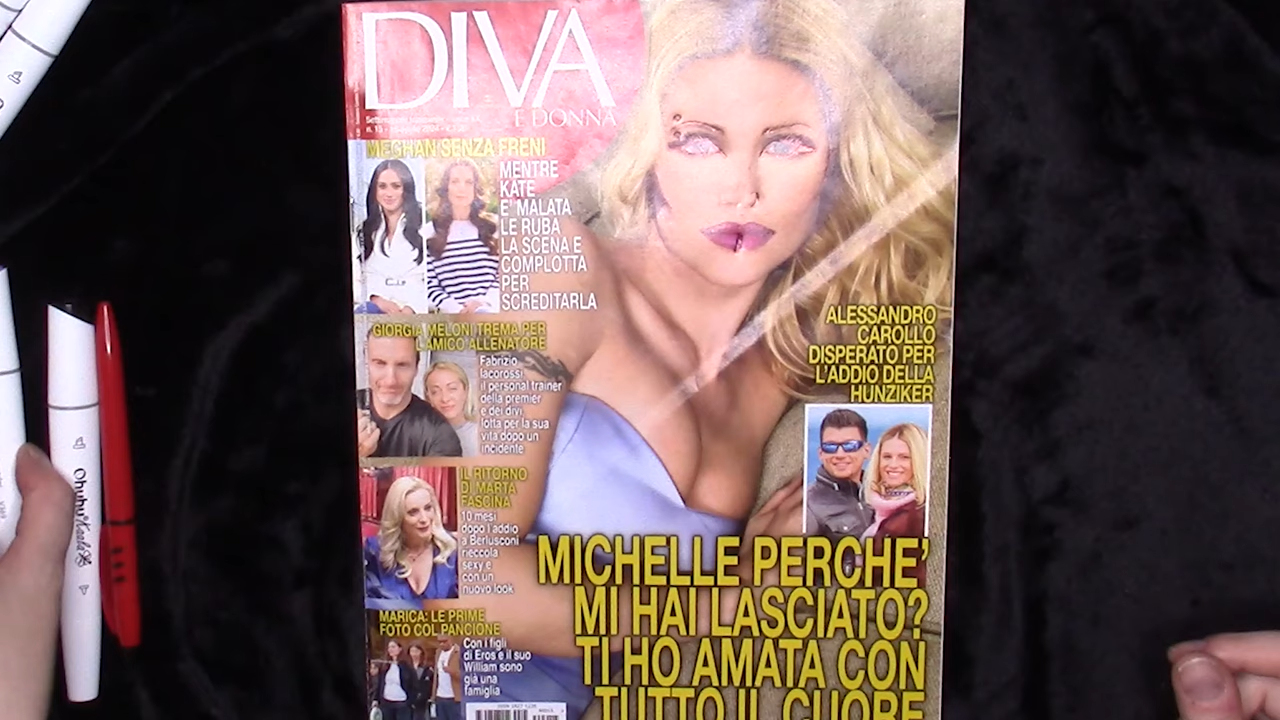 DIVA
E DONNA
MEGHAN SENZA FRENI
MENTRE
KATE
E' MALATA
LE RUBA
LA SCENA E
COMPLOTTA
PER
SCREDITARLA
GIORGIA MELONI TREMA PER
L'AMICO ALLENATORE
Fabrizio
Iacorossi
il personal trainer
della premier
e dei divi,
lotta per la sua
vita dopo un
incidente
IL RITORNO
DI MARTA
FASCINA
10 mesi
dopo l'addio
a Berlusconi
rieccola
sexy e
con un
nuovo look
MARICA: LE PRIME
FOTO COL PANCIONE
Con i figli
di Eros e il suo
William sono
già una
famiglia
ALESSANDRO
CAROLLO
DISPERATO PER
L'ADDIO DELLA
HUNZIKER
MICHELLE PERCHE'
MI HAI LASCIATO?
TI HO AMATA CON
TUTTO IL CUORE
Ohuhu